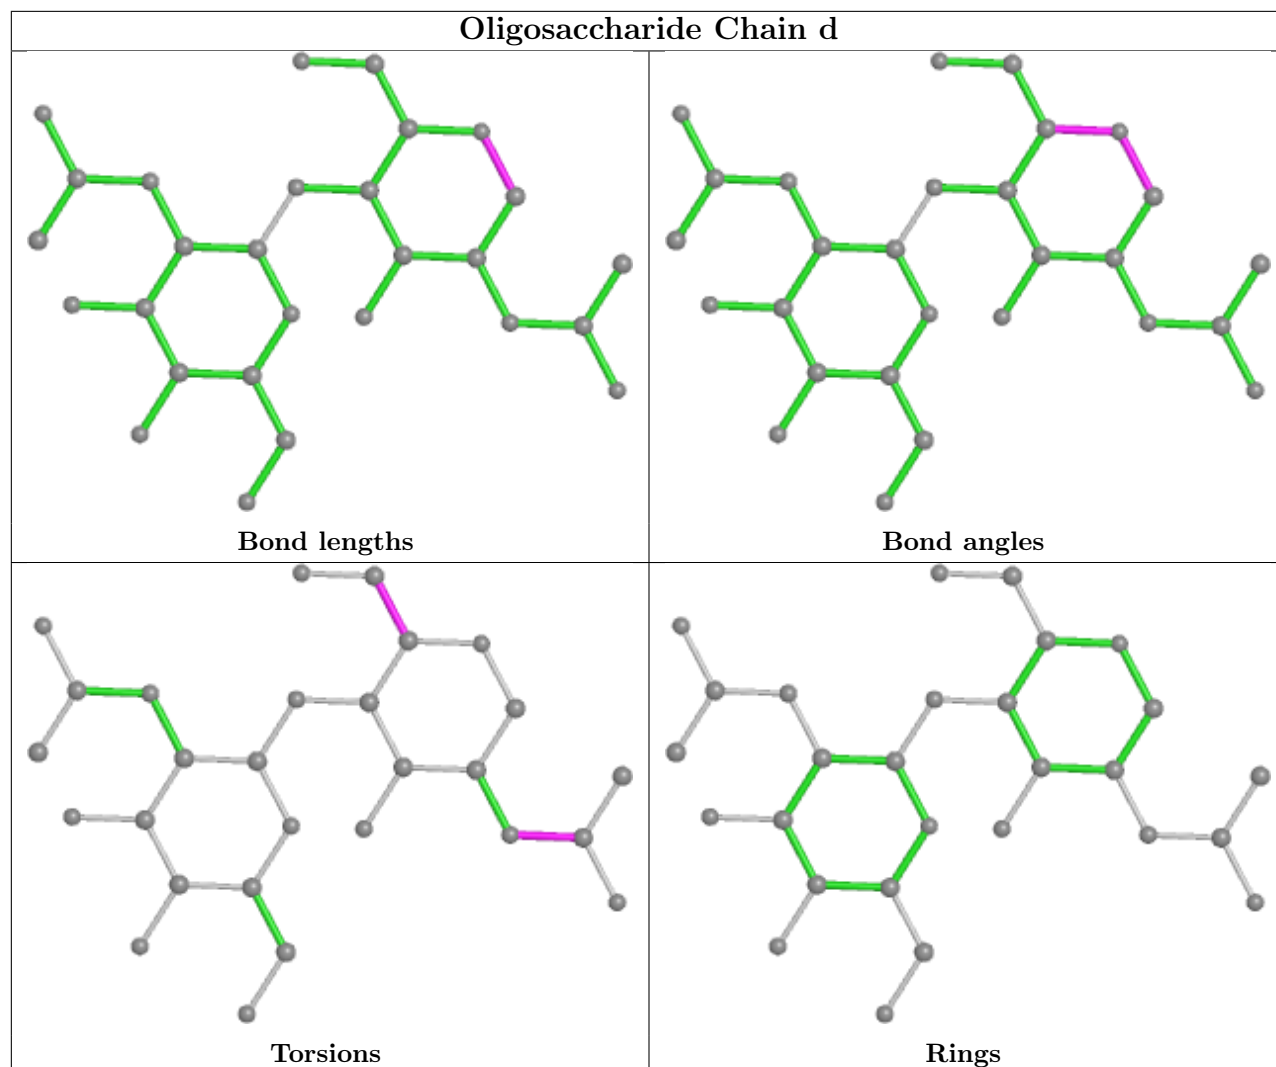 Oligosaccharide Chain d
Bond lengths
Bond angles
Torsions
Rings